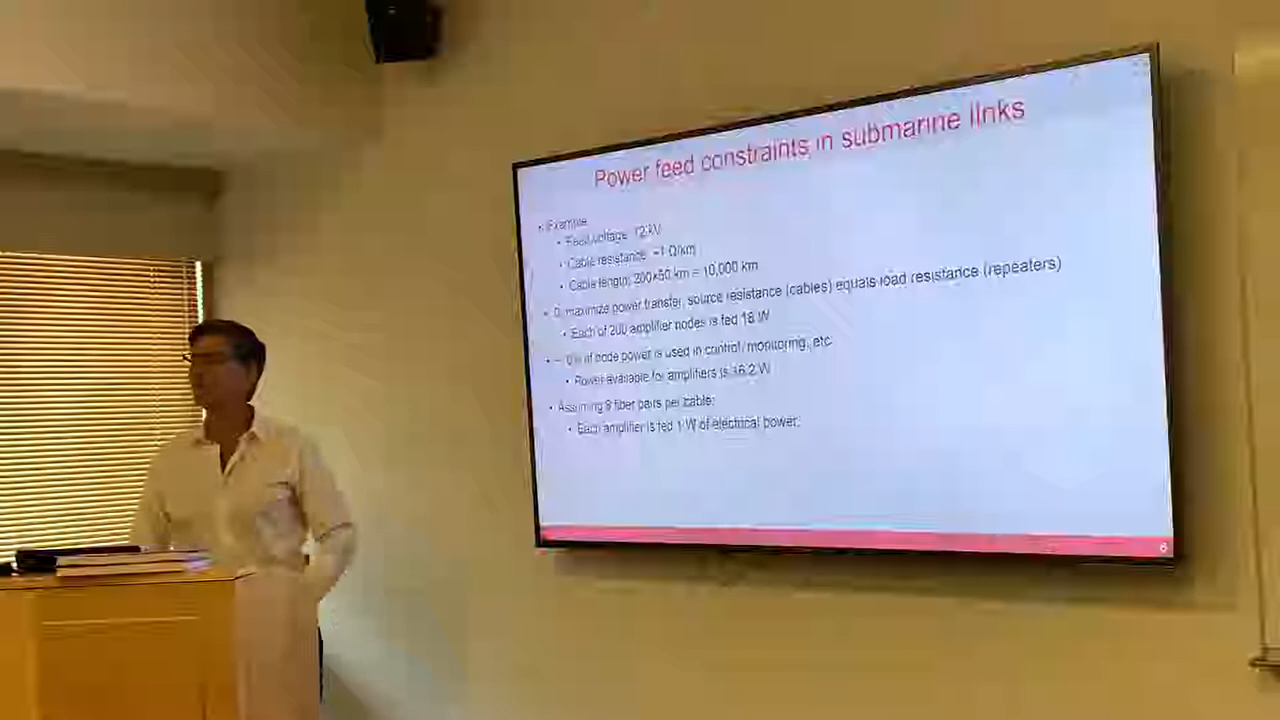 Power feed constraints in submarine links
• Example
• Feed voltage: 12 kV
• Cable resistance ~1 Ω/km
• Cable length: 200×50 km = 10,000 km
• maximize power transfer, source resistance (cables) equals load resistance (repeaters)
• Each of 200 amplifier nodes is fed 18 W
• of node power is used in control, monitoring, etc
• Power available for amplifiers is 16.2 W
• Assuming 8 fiber pairs per cable:
• Each amplifier is fed 1 W of electrical power.
6